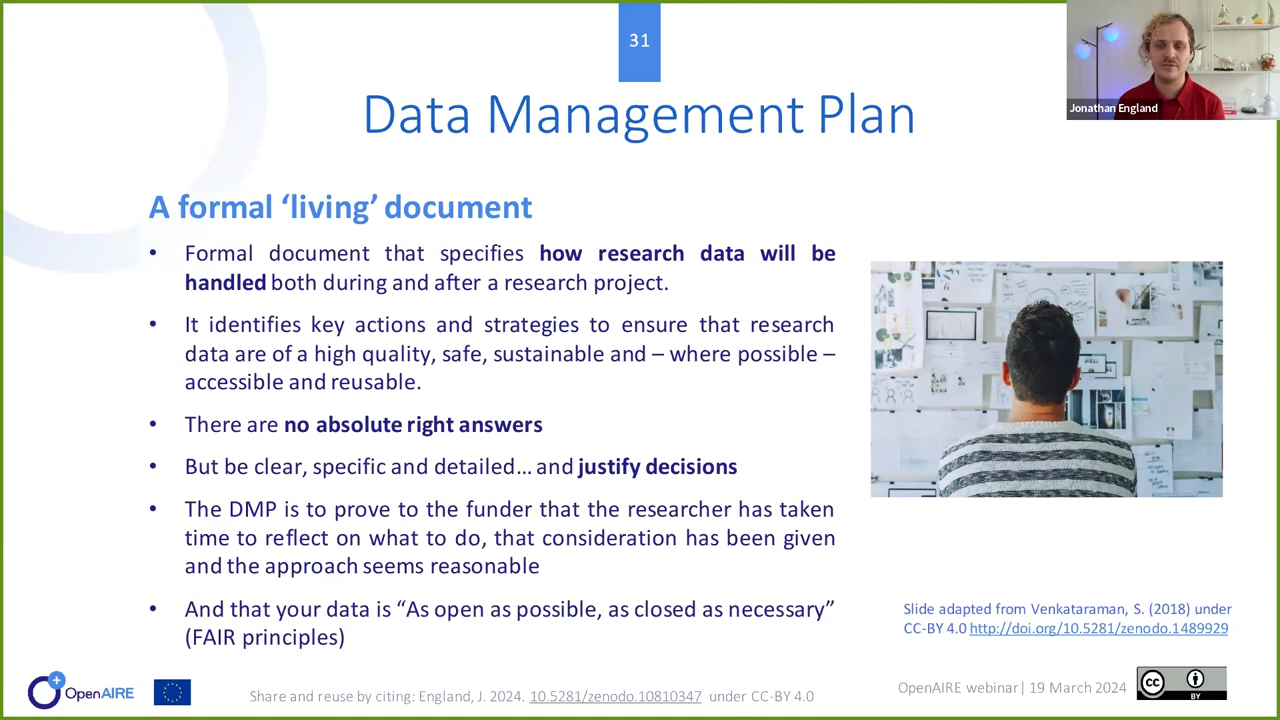 31
Jonathan England
Data Management Plan
A formal ‘living’ document
• Formal document that specifies how research data will be
handled both during and after a research project.
• It identifies key actions and strategies to ensure that research
data are of a high quality, safe, sustainable and – where possible –
accessible and reusable.
• There are no absolute right answers
• But be clear, specific and detailed… and justify decisions
• The DMP is to prove to the funder that the researcher has taken
time to reflect on what to do, that consideration has been given
and the approach seems reasonable
• And that your data is “As open as possible, as closed as necessary”
(FAIR principles)
Slide adapted from Venkataraman, S. (2018) under
CC-BY 4.0 http://doi.org/10.5281/zenodo.1489929
OpenAIRE
Share and reuse by citing: England, J. 2024. 10.5281/zenodo.10810347 under CC-BY 4.0
OpenAIRE webinar| 19 March 2024
cc
BY